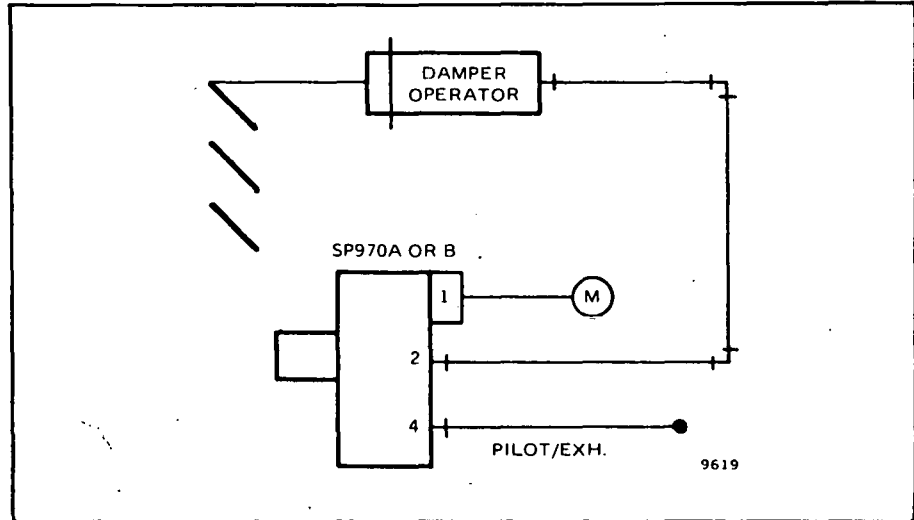 DAMPER
OPERATOR
SP970A OR B
1
M
2
4
PILOT/EXH.
9619